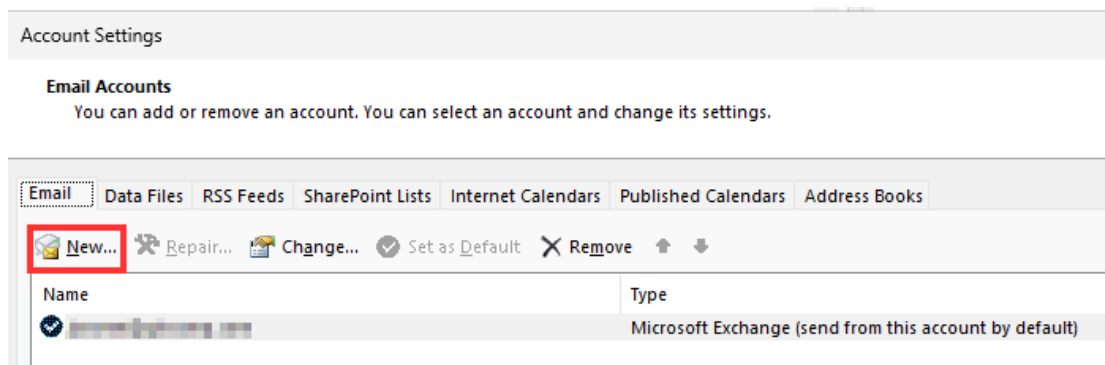 Account Settings
Email Accounts
You can add or remove an account. You can select an account and change its settings.
Email Data Files RSS Feeds SharePoint Lists Internet Calendars Published Calendars Address Books
New... Repair... Change... Set as Default Remove
Name Type
Microsoft Exchange (send from this account by default)